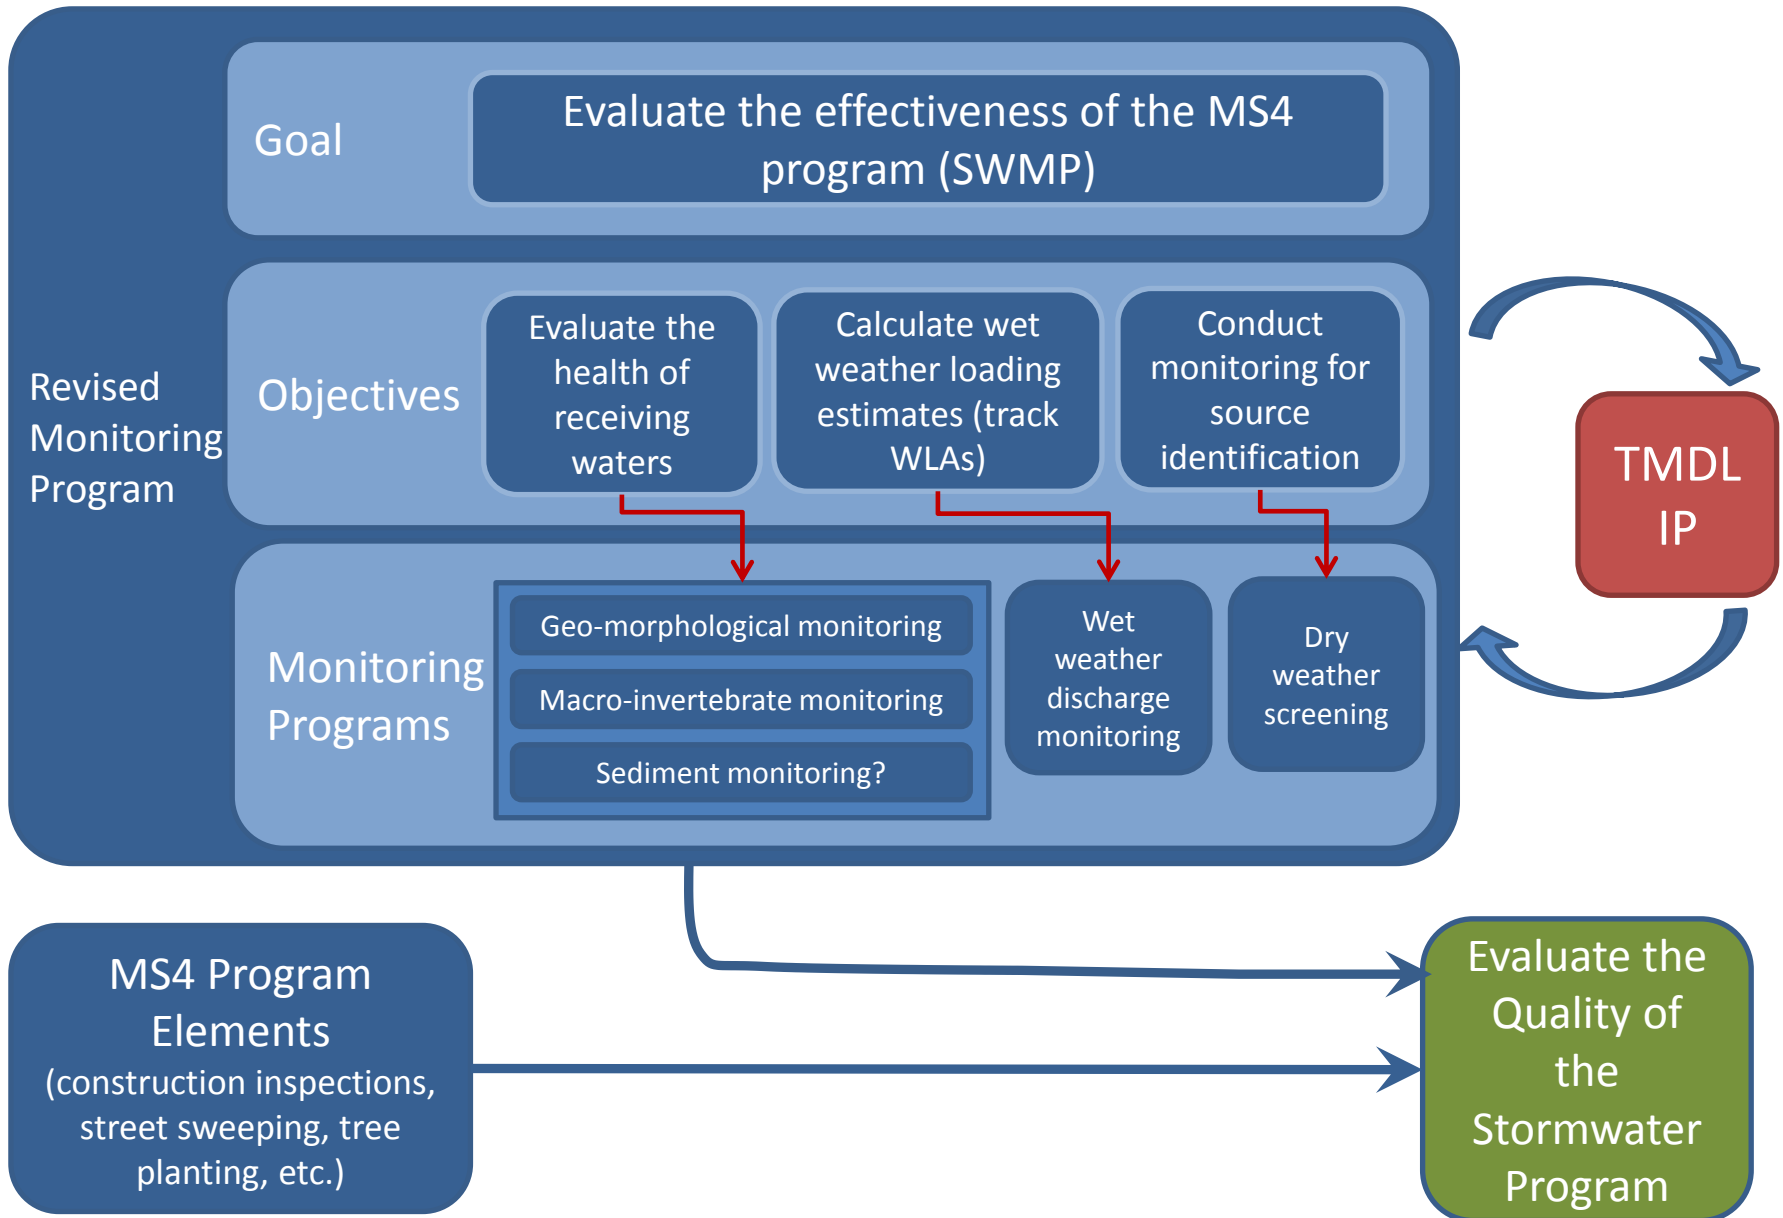 Goal
Evaluate the effectiveness of the MS4
program (SWMP)
Revised
Monitoring
Program
Objectives
Evaluate the
health of
receiving
waters
Calculate wet
weather loading
estimates (track
WLAs)
Conduct
monitoring for
source
identification
TMDL
IP
Monitoring
Programs
Geo-morphological monitoring
Macro-invertebrate monitoring
Sediment monitoring?
Wet
weather
discharge
monitoring
Dry
weather
screening
MS4 Program
Elements
(construction inspections,
street sweeping, tree
planting, etc.)
Evaluate the
Quality of
the
Stormwater
Program